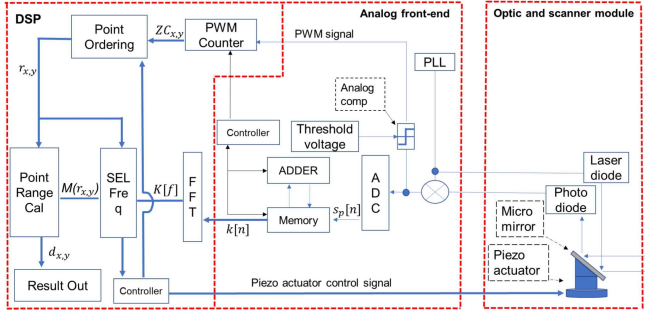 DSP
Analog front-end
Optic and scanner module
Point
Ordering
ZCx,y
PWM
Counter
PWM signal
PLL
rx,y
Analog
comp
Controller
Threshold
voltage
Laser
diode
Point
Range
Cal
M(rx,y)
SEL
Fre
q
K[f]
F
F
T
ADDER
A
D
C
Photo
diode
Memory
sp[n]
k[n]
Micro
mirror
dx,y
Piezo
actuator
Result Out
Controller
Piezo actuator control signal